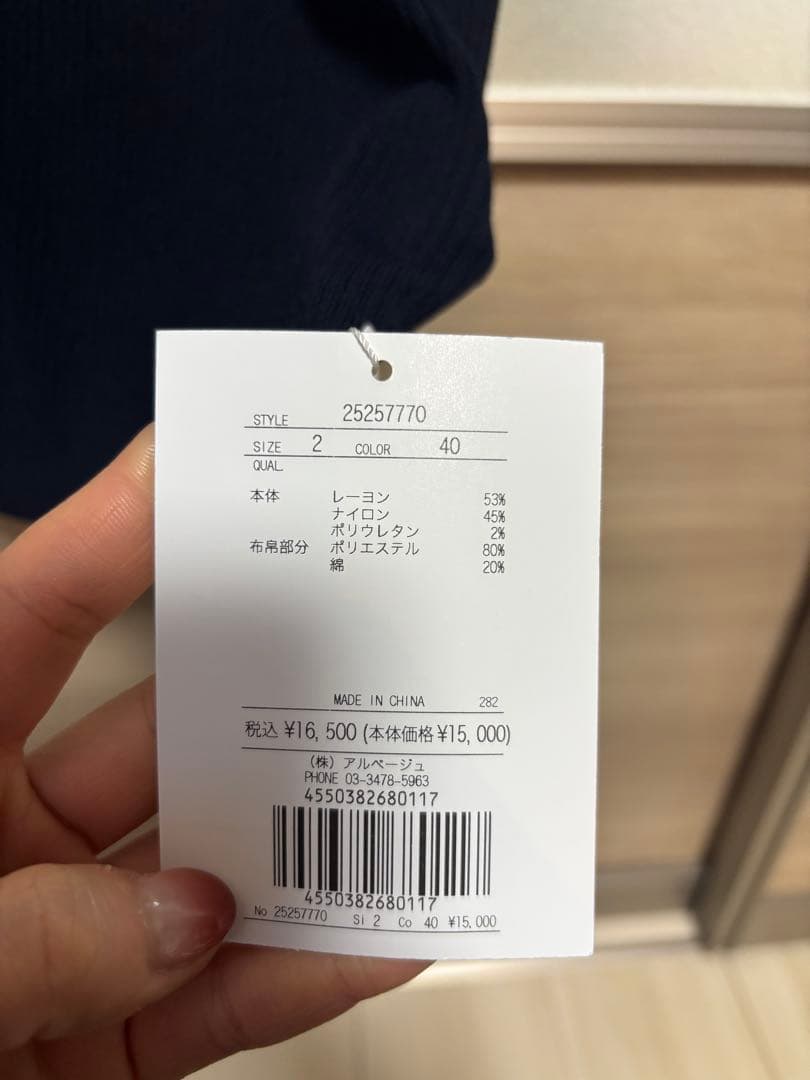 STYLE 25257770
SIZE 2 COLOR 40
QUAL.
本体 レーヨン 53%
ナイロン 45%
ポリウレタン 2%
布帛部分 ポリエステル 80%
綿 20%
MADE IN CHINA 282
税込 ¥16,500 (本体価格¥15,000)
(株) アルページュ
PHONE 03-3478-5963
4550382680117
4550382680117
No 25257770 Si 2 Co 40 ¥15,000